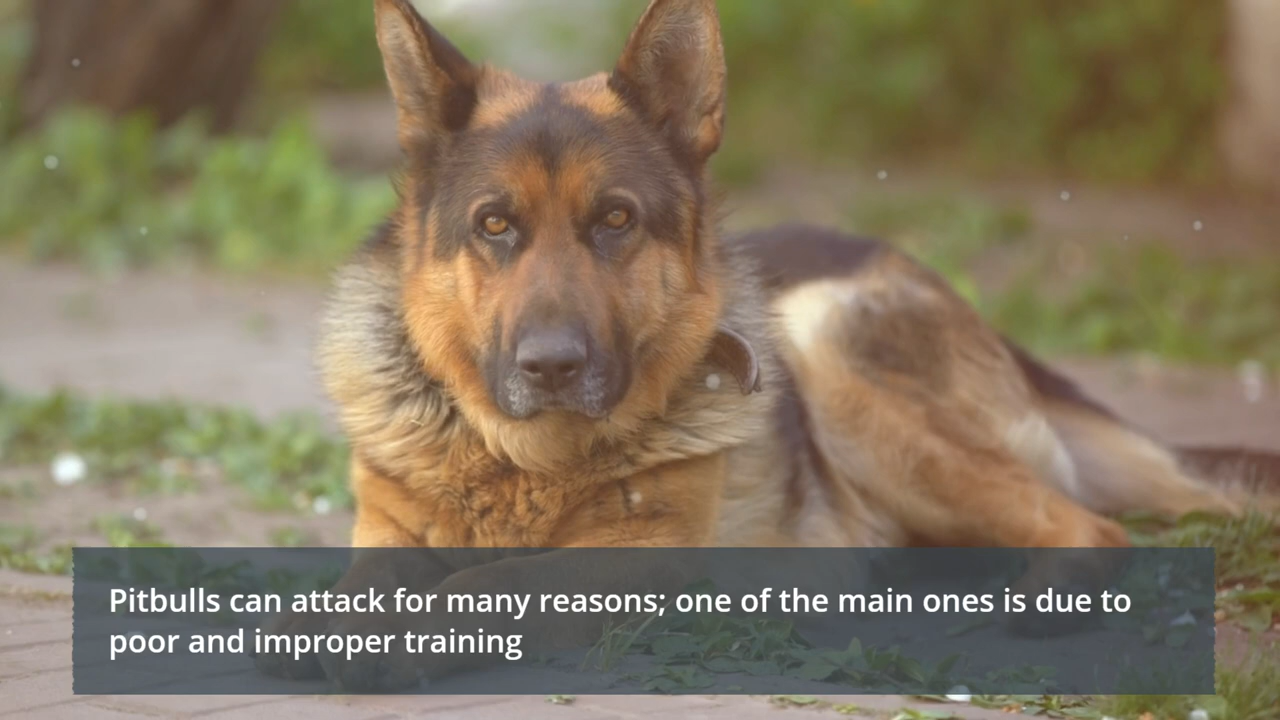 Pitbulls can attack for many reasons; one of the main ones is due to
poor and improper training